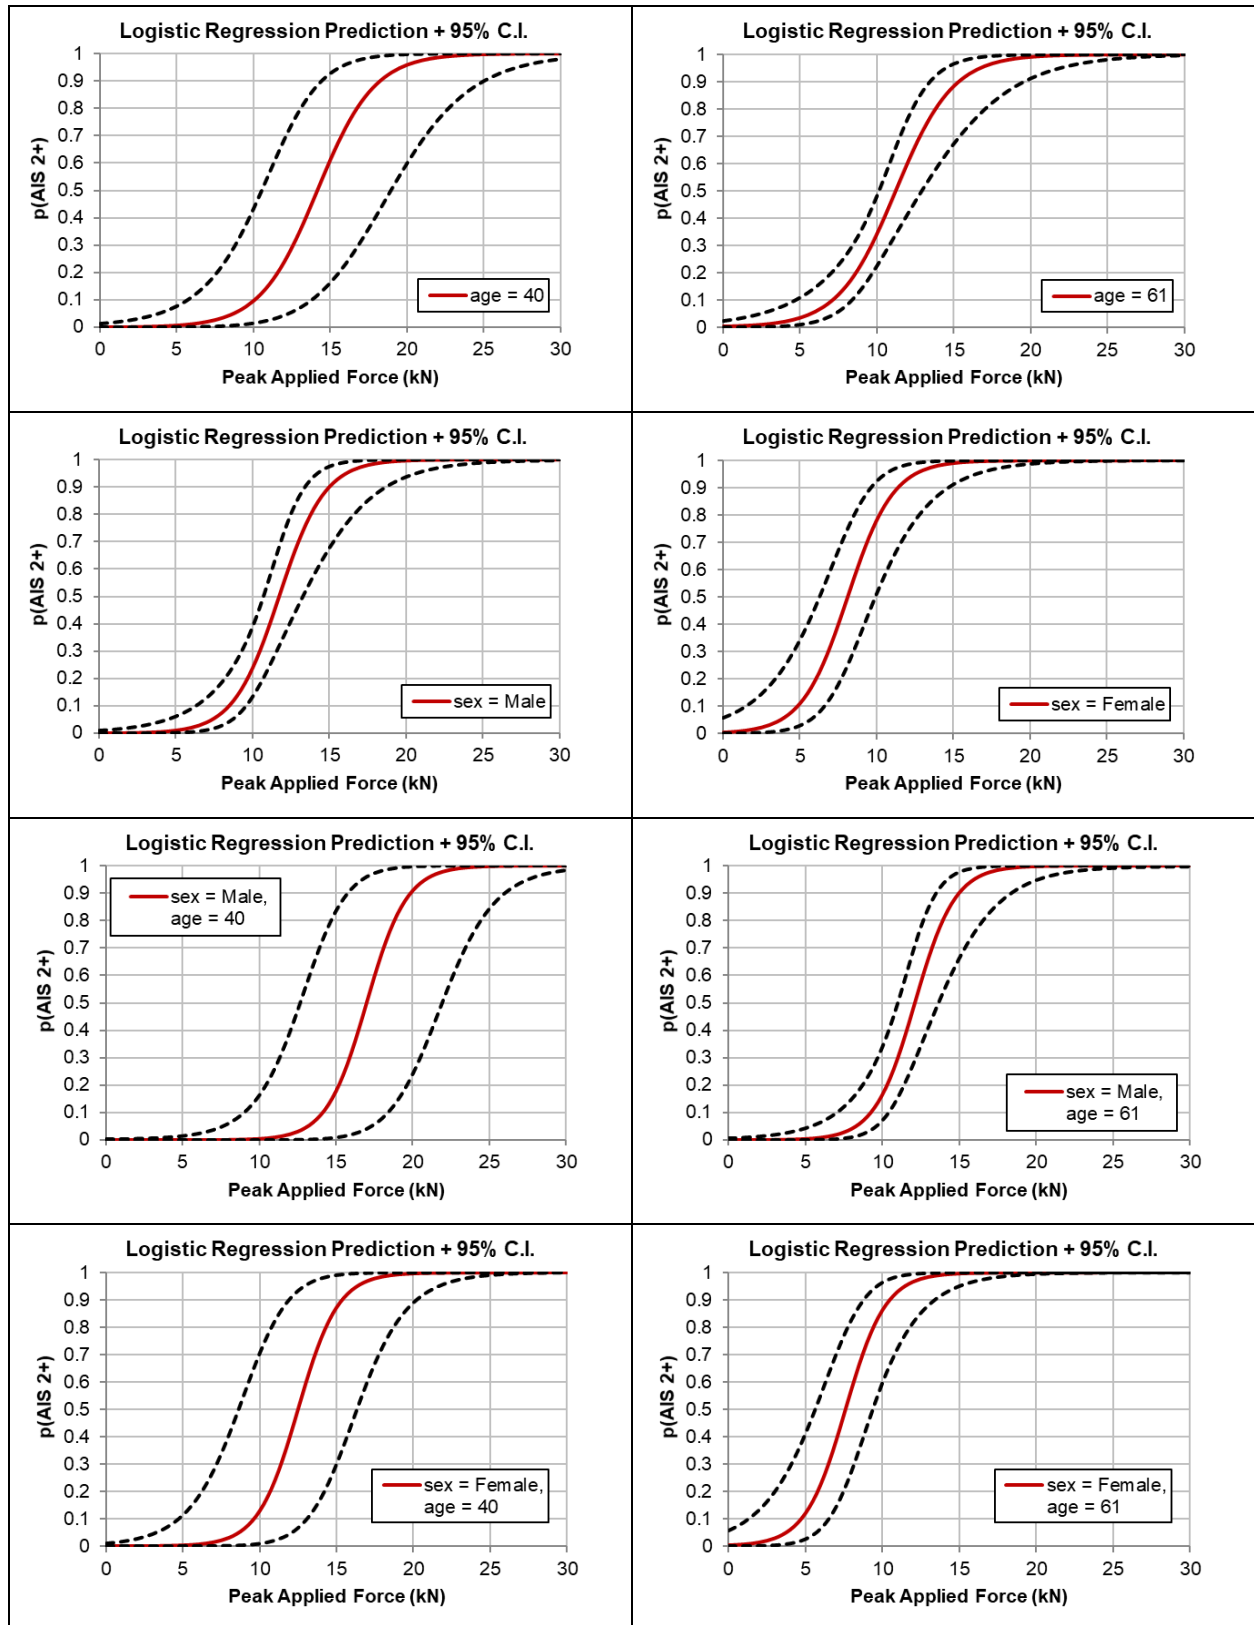 Logistic Regression Prediction + 95% C.I.
p(AIS 2+)
1
0.9
0.8
0.7
0.6
0.5
0.4
0.3
0.2
0.1
0
age = 40
0 5 10 15 20 25 30
Peak Applied Force (kN)
Logistic Regression Prediction + 95% C.I.
p(AIS 2+)
1
0.9
0.8
0.7
0.6
0.5
0.4
0.3
0.2
0.1
0
age = 61
0 5 10 15 20 25 30
Peak Applied Force (kN)
Logistic Regression Prediction + 95% C.I.
p(AIS 2+)
1
0.9
0.8
0.7
0.6
0.5
0.4
0.3
0.2
0.1
0
sex = Male
0 5 10 15 20 25 30
Peak Applied Force (kN)
Logistic Regression Prediction + 95% C.I.
p(AIS 2+)
1
0.9
0.8
0.7
0.6
0.5
0.4
0.3
0.2
0.1
0
sex = Female
0 5 10 15 20 25 30
Peak Applied Force (kN)
Logistic Regression Prediction + 95% C.I.
p(AIS 2+)
1
0.9
0.8
0.7
0.6
0.5
0.4
0.3
0.2
0.1
0
sex = Male,
age = 40
0 5 10 15 20 25 30
Peak Applied Force (kN)
Logistic Regression Prediction + 95% C.I.
p(AIS 2+)
1
0.9
0.8
0.7
0.6
0.5
0.4
0.3
0.2
0.1
0
sex = Male,
age = 61
0 5 10 15 20 25 30
Peak Applied Force (kN)
Logistic Regression Prediction + 95% C.I.
p(AIS 2+)
1
0.9
0.8
0.7
0.6
0.5
0.4
0.3
0.2
0.1
0
sex = Female,
age = 40
0 5 10 15 20 25 30
Peak Applied Force (kN)
Logistic Regression Prediction + 95% C.I.
p(AIS 2+)
1
0.9
0.8
0.7
0.6
0.5
0.4
0.3
0.2
0.1
0
sex = Female,
age = 61
0 5 10 15 20 25 30
Peak Applied Force (kN)